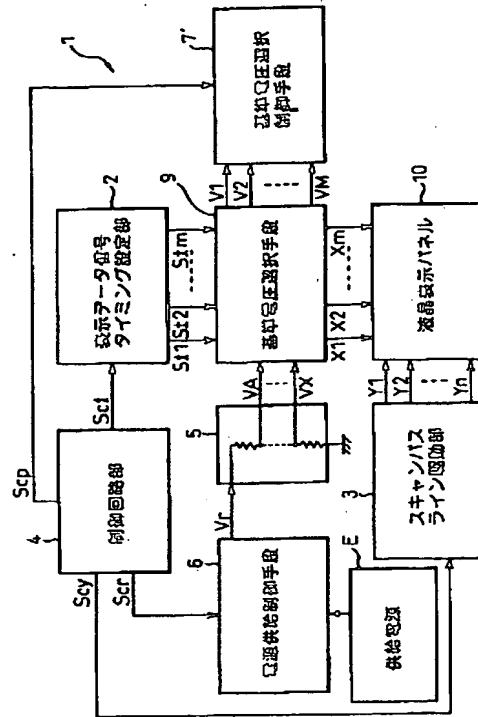 1
Scp
4
制御回路部
Sct
2
表示データ信号
タイミング設定部
7'
基準電圧選択
制御手段
Scy
Scr
St1
St2
Stm
9
V1
V2
VM
基準電圧選択手段
6
電源供給制御手段
Vr
5
VA
VX
X1
X2
Xm
10
液晶表示パネル
E
供給電源
3
スキャンバス
ライン駆動部
Y1
Y2
Yn